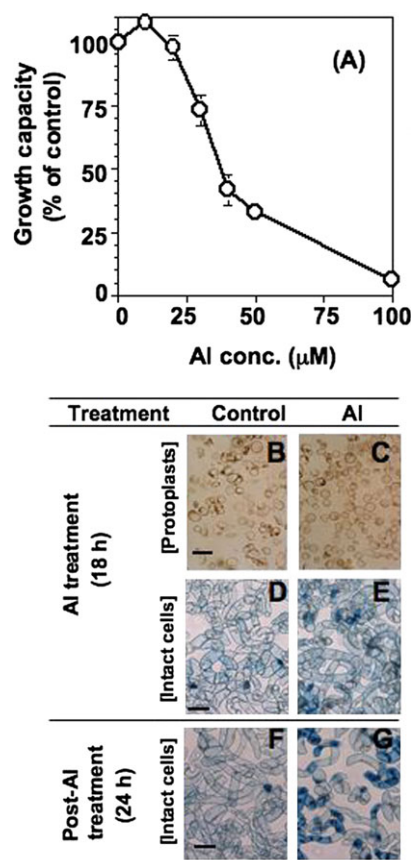 (A)
Growth capacity
(% of control)
100
75
50
25
0
0 25 50 75 100
Al conc. (μM)
Treatment Control Al
Al treatment
(18 h)
[Protoplasts]
B C
[Intact cells]
D E
Post-Al
treatment
(24 h)
[Intact cells]
F G